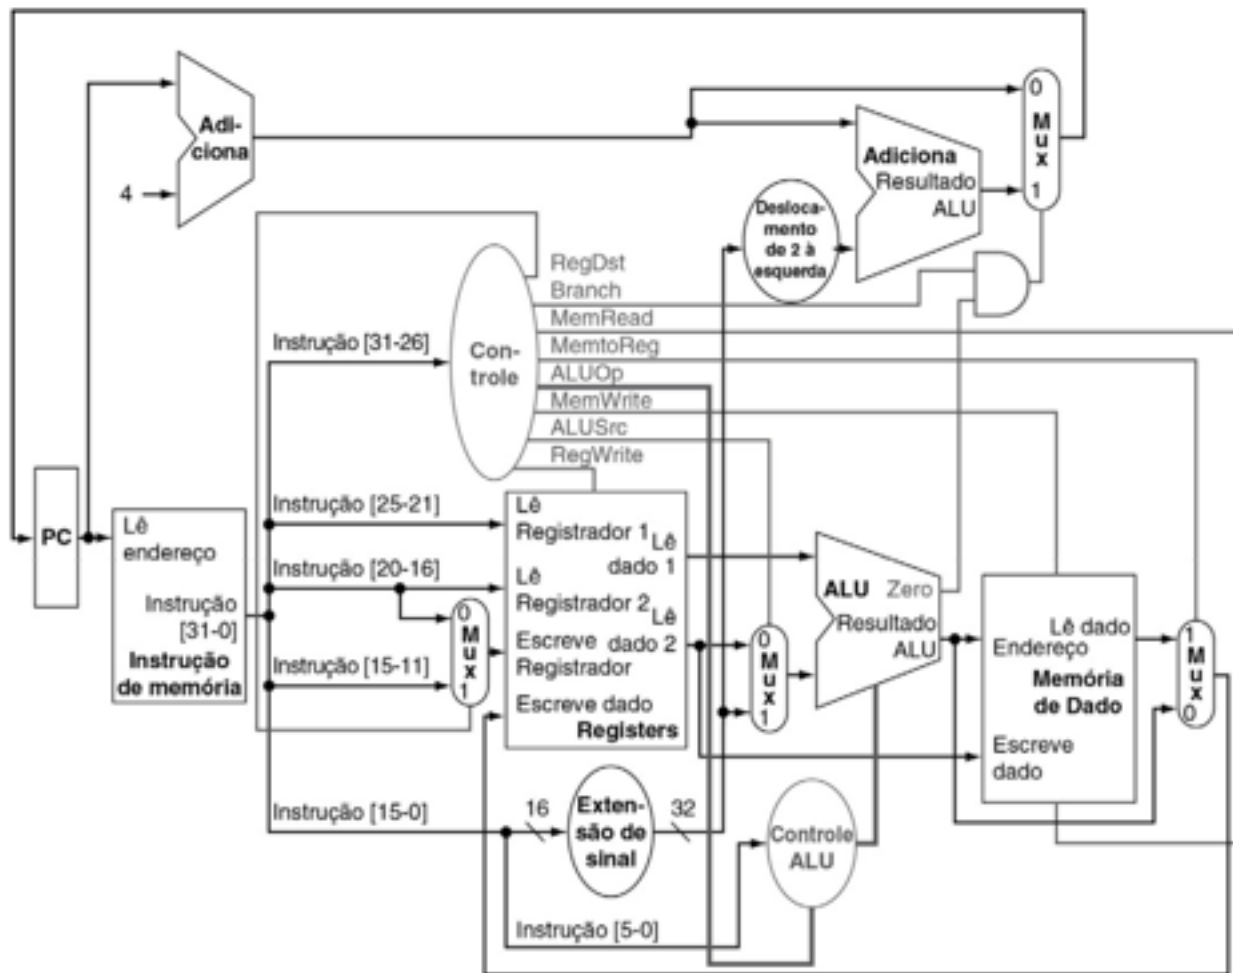 Adi-
ciona
4
0
Mux
1
Adiciona
Resultado
ALU
Desloca-
mento
de 2 à
esquerda
RegDst
Branch
MemRead
MemtoReg
ALUOp
MemWrite
ALUSrc
RegWrite
Con-
trole
Instrução [31-26]
PC
Lê
endereço
Instrução
[31-0]
Instrução
de memória
Instrução [25-21]
Instrução [20-16]
Instrução [15-11]
0
Mux
1
Lê
Registrador 1
Lê
dado 1
Lê
Registrador 2
Lê
dado 2
Escreve
Registrador
Escreve dado
Registers
0
Mux
1
ALU
Zero
Resultado
ALU
Lê dado
Endereço
Memória
de Dado
Escreve
dado
1
Mux
0
Instrução [15-0]
16
Exten-
são de
sinal
32
Controle
ALU
Instrução [5-0]